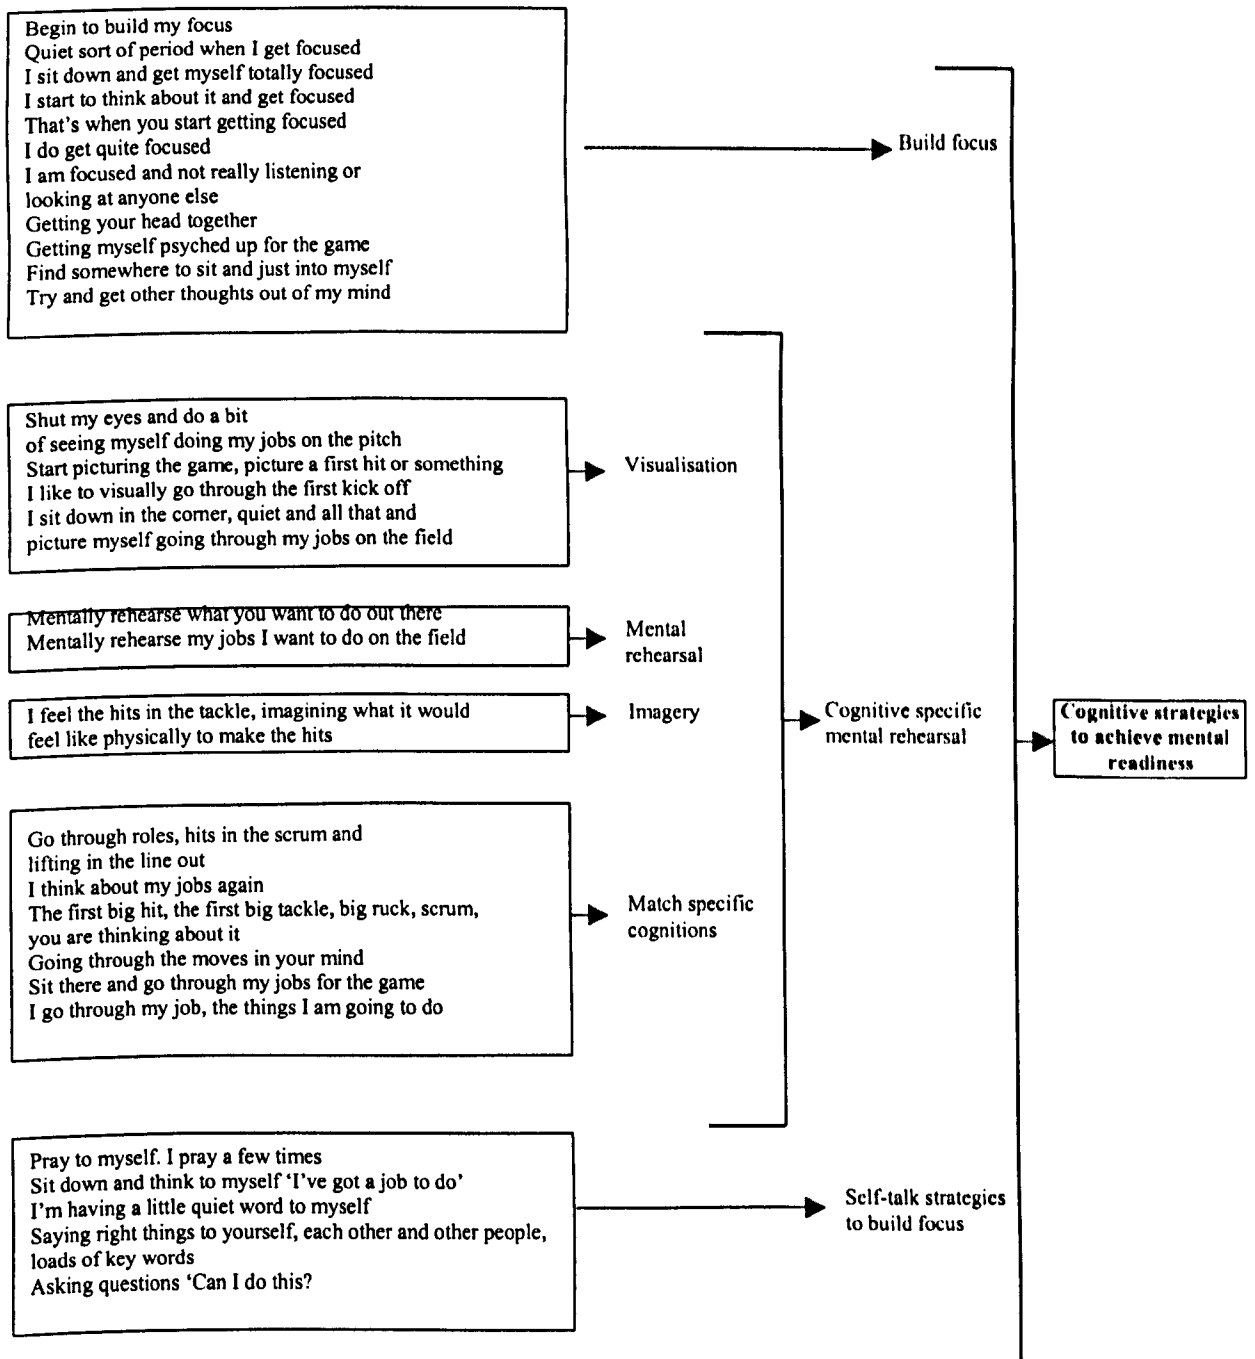 Begin to build my focus
Quiet sort of period when I get focused
I sit down and get myself totally focused
I start to think about it and get focused
That's when you start getting focused
I do get quite focused
I am focused and not really listening or
looking at anyone else
Getting your head together
Getting myself psyched up for the game
Find somewhere to sit and just into myself
Try and get other thoughts out of my mind
Build focus
Shut my eyes and do a bit
of seeing myself doing my jobs on the pitch
Start picturing the game, picture a first hit or something
I like to visually go through the first kick off
I sit down in the corner, quiet and all that and
picture myself going through my jobs on the field
Visualisation
Mentally rehearse what you want to do out there
Mentally rehearse my jobs I want to do on the field
Mental
rehearsal
I feel the hits in the tackle, imagining what it would
feel like physically to make the hits
Imagery
Go through roles, hits in the scrum and
lifting in the line out
I think about my jobs again
The first big hit, the first big tackle, big ruck, scrum,
you are thinking about it
Going through the moves in your mind
Sit there and go through my jobs for the game
I go through my job, the things I am going to do
Match specific
cognitions
Cognitive specific
mental rehearsal
Pray to myself. I pray a few times
Sit down and think to myself ‘I’ve got a job to do’
I’m having a little quiet word to myself
Saying right things to yourself, each other and other people,
loads of key words
Asking questions ‘Can I do this?
Self-talk strategies
to build focus
Cognitive strategies
to achieve mental
readiness